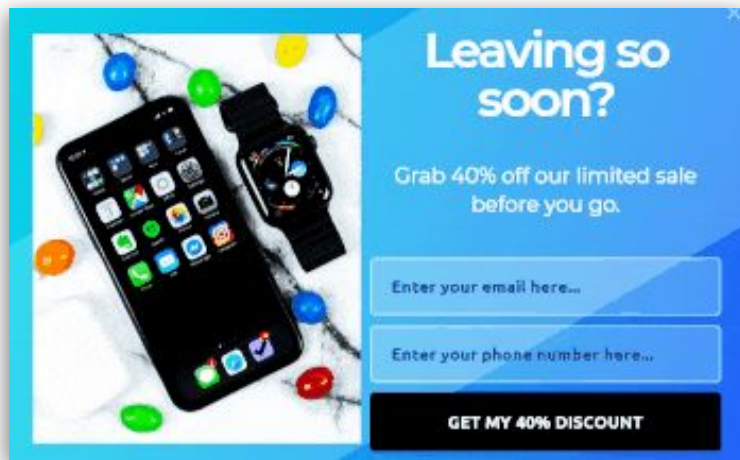 Leaving so
soon?
Grab 40% off our limited sale
before you go.
Enter your email here...
Enter your phone number here...
GET MY 40% DISCOUNT